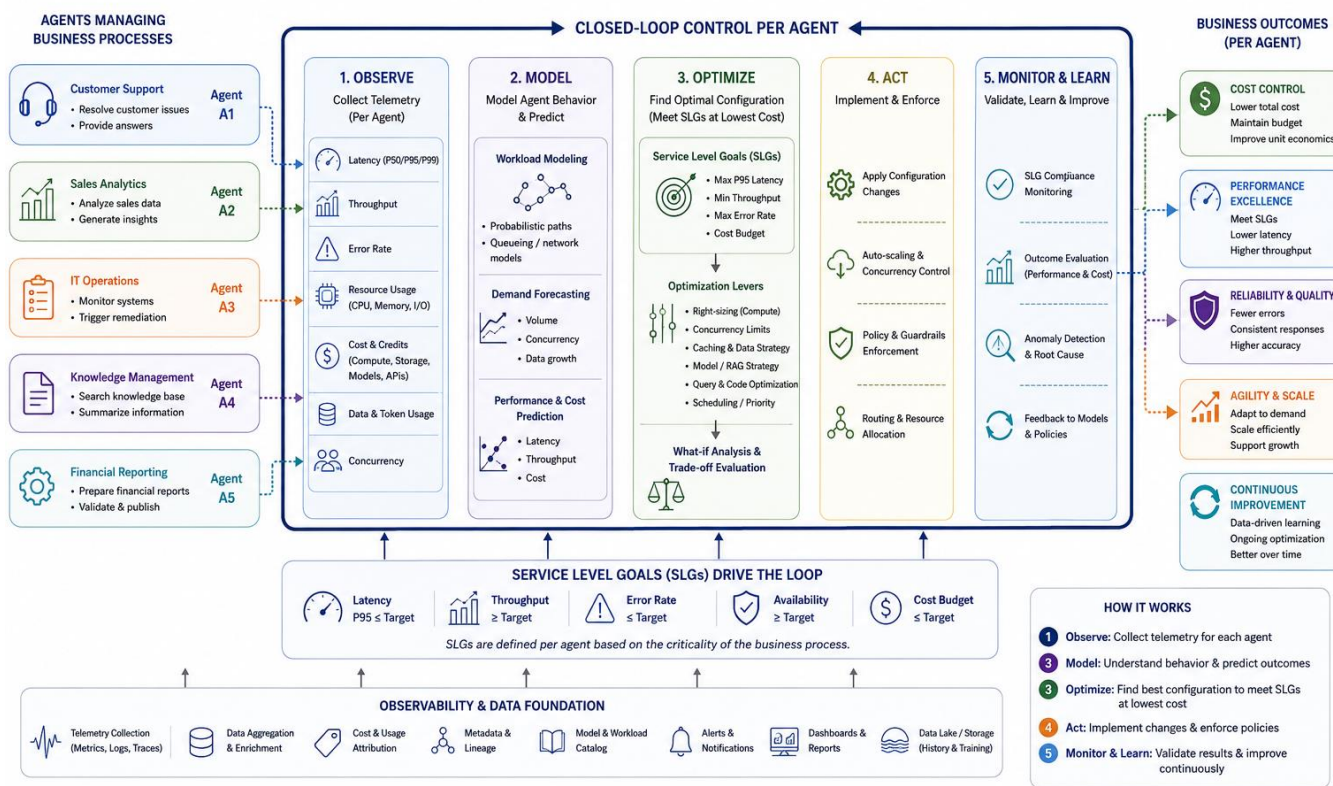 AGENTS MANAGING
BUSINESS PROCESSES
Customer Support
• Resolve customer issues
• Provide answers
Agent
A1
Sales Analytics
• Analyze sales data
• Generate insights
Agent
A2
IT Operations
• Monitor systems
• Trigger remediation
Agent
A3
Knowledge Management
• Search knowledge base
• Summarize information
Agent
A4
Financial Reporting
• Prepare financial reports
• Validate & publish
Agent
A5
CLOSED-LOOP CONTROL PER AGENT
1. OBSERVE
Collect Telemetry
(Per Agent)
Latency (P50/P95/P99)
Throughput
Error Rate
Resource Usage
(CPU, Memory, I/O)
Cost & Credits
(Compute, Storage,
Models, APIs)
Data & Token Usage
Concurrency
2. MODEL
Model Agent Behavior
& Predict
Workload Modeling
• Probabilistic paths
• Queueing / network
models
Demand Forecasting
• Volume
• Concurrency
• Data growth
Performance & Cost
Prediction
• Latency
• Throughput
• Cost
3. OPTIMIZE
Find Optimal Configuration
(Meet SLGs at Lowest Cost)
Service Level Goals (SLGs)
• Max P95 Latency
• Min Throughput
• Max Error Rate
• Cost Budget
Optimization Levers
• Right-sizing (Compute)
• Concurrency Limits
• Caching & Data Strategy
• Model / RAG Strategy
• Query & Code Optimization
• Scheduling / Priority
What-if Analysis &
Trade-off Evaluation
4. ACT
Implement & Enforce
Apply Configuration
Changes
Auto-scaling &
Concurrency Control
Policy & Guardrails
Enforcement
Routing & Resource
Allocation
5. MONITOR & LEARN
Validate, Learn & Improve
SLG Compliance
Monitoring
Outcome Evaluation
(Performance & Cost)
Anomaly Detection
& Root Cause
Feedback to Models
& Policies
BUSINESS OUTCOMES
(PER AGENT)
COST CONTROL
Lower total cost
Maintain budget
Improve unit economics
PERFORMANCE
EXCELLENCE
Meet SLGs
Lower latency
Higher throughput
RELIABILITY & QUALITY
Fewer errors
Consistent responses
Higher accuracy
AGILITY & SCALE
Adapt to demand
Scale efficiently
Support growth
CONTINUOUS
IMPROVEMENT
Data-driven learning
Ongoing optimization
Better over time
SERVICE LEVEL GOALS (SLGs) DRIVE THE LOOP
Latency
P95 ≤ Target
Throughput
≥ Target
Error Rate
≤ Target
Availability
≥ Target
Cost Budget
≤ Target
SLGs are defined per agent based on the criticality of the business process.
OBSERVABILITY & DATA FOUNDATION
Telemetry Collection
(Metrics, Logs, Traces)
Data Aggregation
& Enrichment
Cost & Usage
Attribution
Metadata &
Lineage
Model & Workload
Catalog
Alerts &
Notifications
Dashboards &
Reports
Data Lake / Storage
(History & Training)
HOW IT WORKS
1 Observe: Collect telemetry for each agent
3 Model: Understand behavior & predict outcomes
3 Optimize: Find best configuration to meet SLGs
at lowest cost
4 Act: Implement changes & enforce policies
5 Monitor & Learn: Validate results & improve
continuously